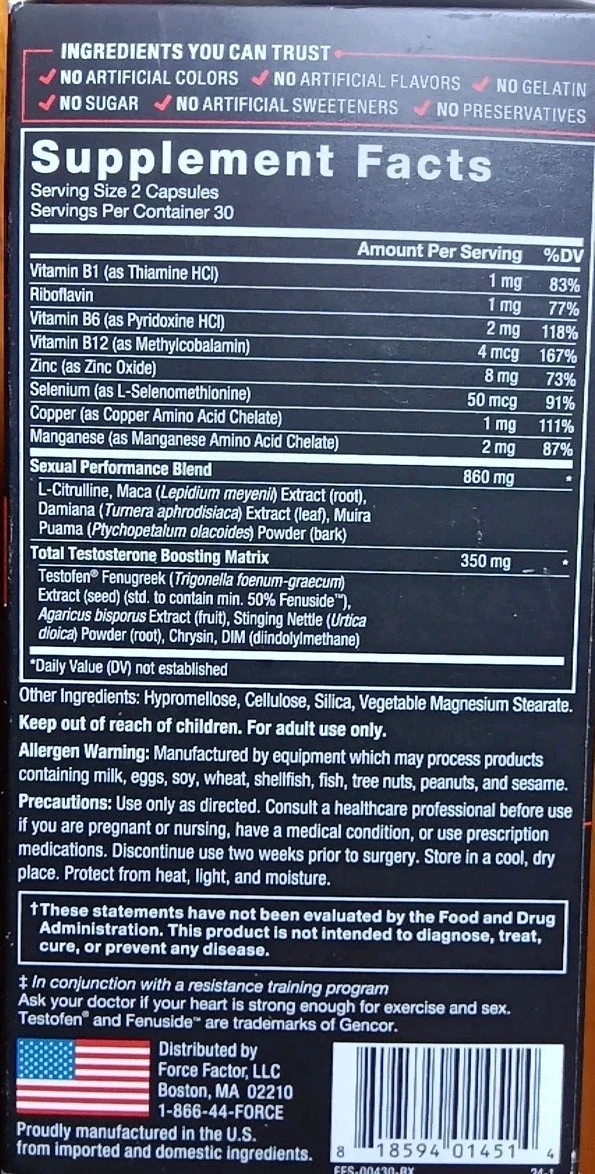 INGREDIENTS YOU CAN TRUST
NO ARTIFICIAL COLORS NO ARTIFICIAL FLAVORS NO GELATIN
NO SUGAR NO ARTIFICIAL SWEETENERS NO PRESERVATIVES
Supplement Facts
Serving Size 2 Capsules
Servings Per Container 30
Amount Per Serving %DV
Vitamin B1 (as Thiamine HCl) 1 mg 83%
Riboflavin 1 mg 77%
Vitamin B6 (as Pyridoxine HCl) 2 mg 118%
Vitamin B12 (as Methylcobalamin) 4 mcg 167%
Zinc (as Zinc Oxide) 8 mg 73%
Selenium (as L-Selenomethionine) 50 mcg 91%
Copper (as Copper Amino Acid Chelate) 1 mg 111%
Manganese (as Manganese Amino Acid Chelate) 2 mg 87%
Sexual Performance Blend 860 mg *
L-Citrulline, Maca (Lepidium meyenii) Extract (root),
Damiana (Turnera aphrodisiaca) Extract (leaf), Muira
Puama (Ptychopetalum olacoides) Powder (bark)
Total Testosterone Boosting Matrix 350 mg *
Testofen® Fenugreek (Trigonella foenum-graecum)
Extract (seed) (std. to contain min. 50% Fenuside™),
Agaricus bisporus Extract (fruit), Stinging Nettle (Urtica
dioica) Powder (root), Chrysin, DIM (diindolylmethane)
*Daily Value (DV) not established
Other Ingredients: Hypromellose, Cellulose, Silica, Vegetable Magnesium Stearate.
Keep out of reach of children. For adult use only.
Allergen Warning: Manufactured by equipment which may process products
containing milk, eggs, soy, wheat, shellfish, fish, tree nuts, peanuts, and sesame.
Precautions: Use only as directed. Consult a healthcare professional before use
if you are pregnant or nursing, have a medical condition, or use prescription
medications. Discontinue use two weeks prior to surgery. Store in a cool, dry
place. Protect from heat, light, and moisture.
†These statements have not been evaluated by the Food and Drug
Administration. This product is not intended to diagnose, treat,
cure, or prevent any disease.
‡ In conjunction with a resistance training program
Ask your doctor if your heart is strong enough for exercise and sex.
Testofen® and Fenuside™ are trademarks of Gencor.
Distributed by
Force Factor, LLC
Boston, MA 02210
1-866-44-FORCE
Proudly manufactured in the U.S.
from imported and domestic ingredients.
8 18594 01451 4
FFS-00430-RX 24-1